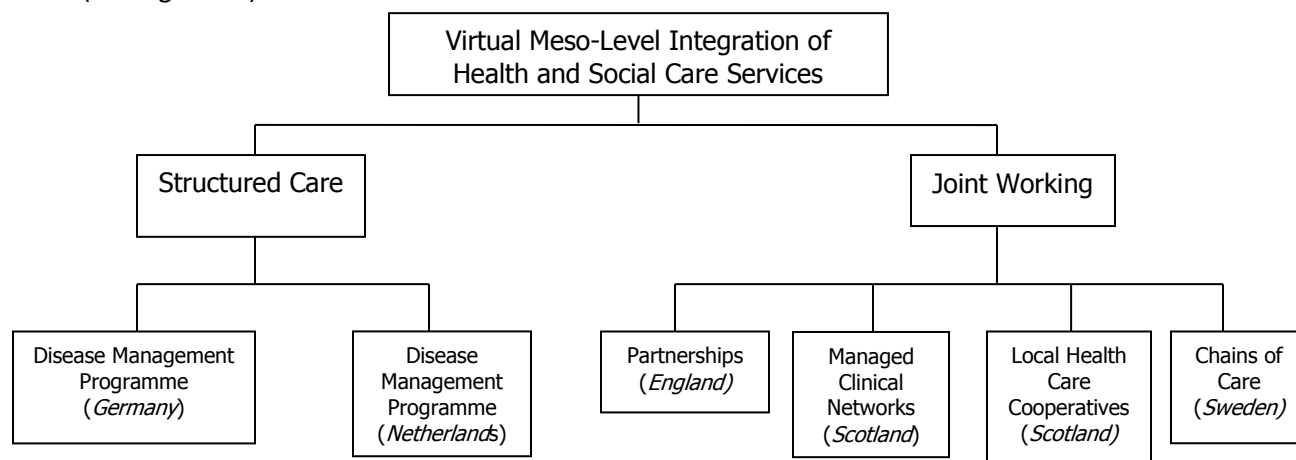 Virtual Meso-Level Integration of
Health and Social Care Services
Structured Care
Joint Working
Disease Management
Programme
(Germany)
Disease
Management
Programme
(Netherlands)
Partnerships
(England)
Managed
Clinical
Networks
(Scotland)
Local Health
Care
Cooperatives
(Scotland)
Chains of
Care
(Sweden)